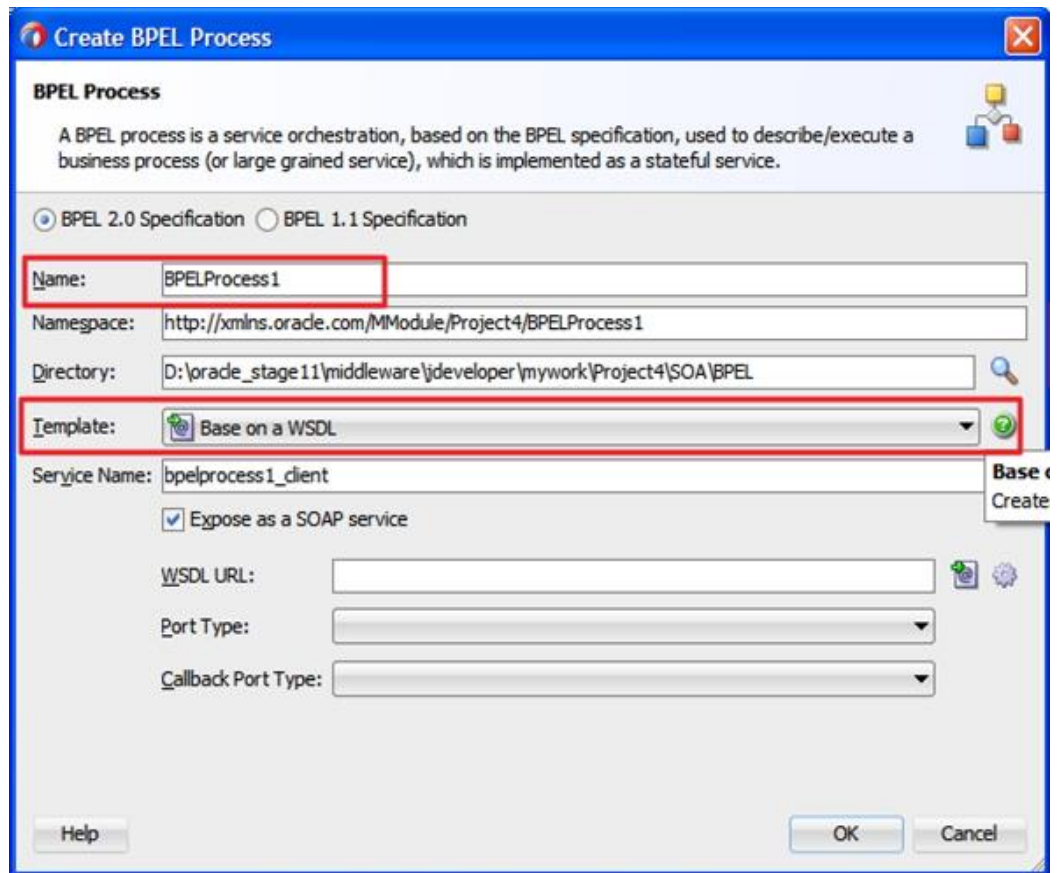 Create BPEL Process
BPEL Process
A BPEL process is a service orchestration, based on the BPEL specification, used to describe/execute a
business process (or large grained service), which is implemented as a stateful service.
BPEL 2.0 Specification BPEL 1.1 Specification
Name: BPELProcess1
Namespace: http://xmlns.oracle.com/MModule/Project4/BPELProcess1
Directory: D:\oracle_stage11\middleware\jdeveloper\mywork\Project4\SOA\BPEL
Template: Base on a WSDL
Service Name: bpelprocess1_client
Base
Create
Expose as a SOAP service
WSDL URL:
Port Type:
Callback Port Type:
Help OK Cancel